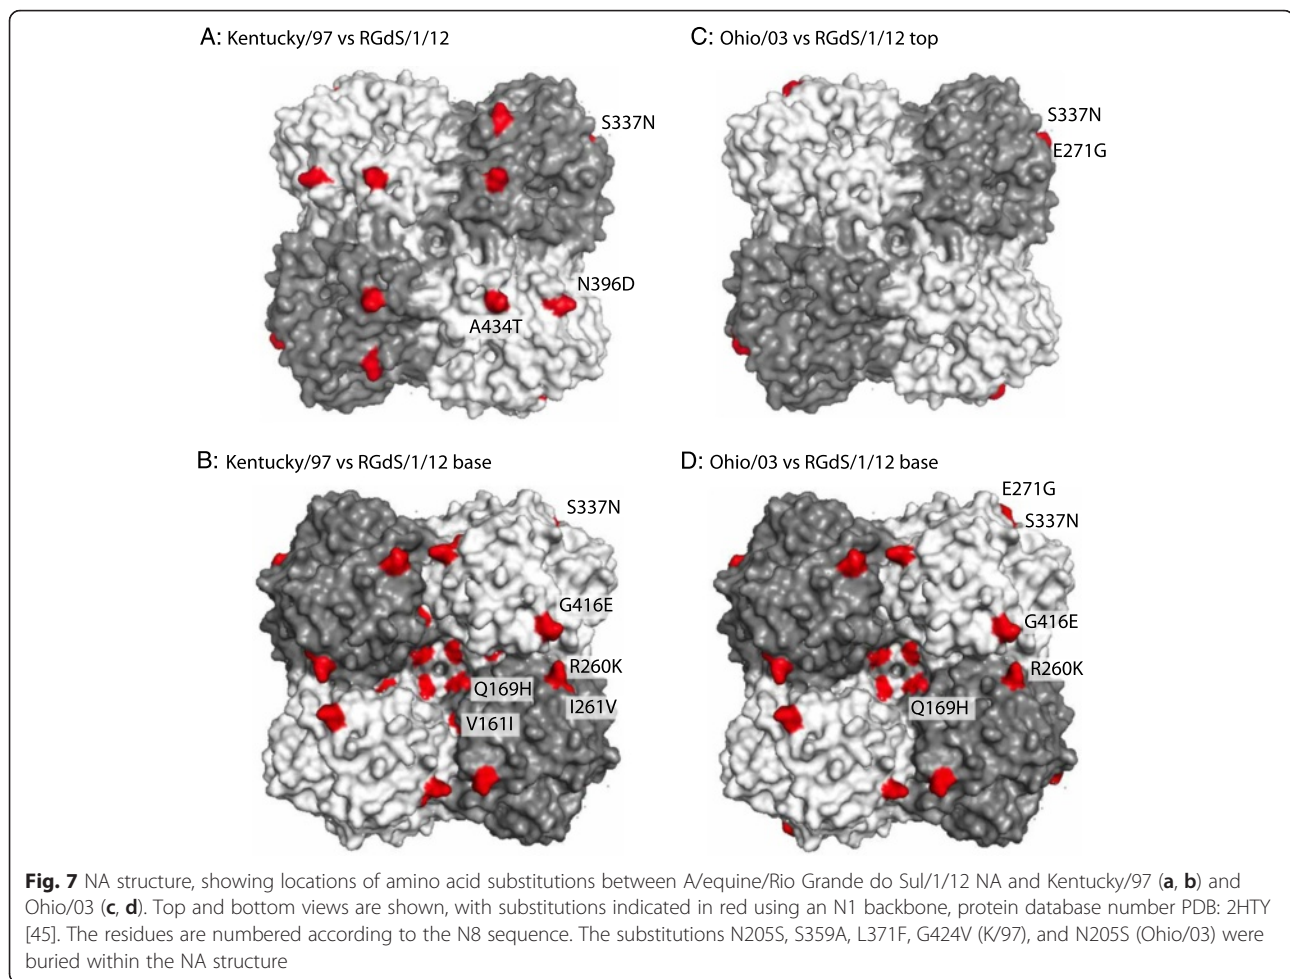 A: Kentucky/97 vs RGdS/1/12
S337N
N396D
A434T
C: Ohio/03 vs RGdS/1/12 top
S337N
E271G
B: Kentucky/97 vs RGdS/1/12 base
S337N
G416E
R260K
Q169H
I261V
V161I
D: Ohio/03 vs RGdS/1/12 base
E271G
S337N
G416E
R260K
Q169H
Fig. 7 NA structure, showing locations of amino acid substitutions between A/equine/Rio Grande do Sul/1/12 NA and Kentucky/97 (a, b) and
Ohio/03 (c, d). Top and bottom views are shown, with substitutions indicated in red using an N1 backbone, protein database number PDB: 2HTY
[45]. The residues are numbered according to the N8 sequence. The substitutions N205S, S359A, L371F, G424V (K/97), and N205S (Ohio/03) were
buried within the NA structure